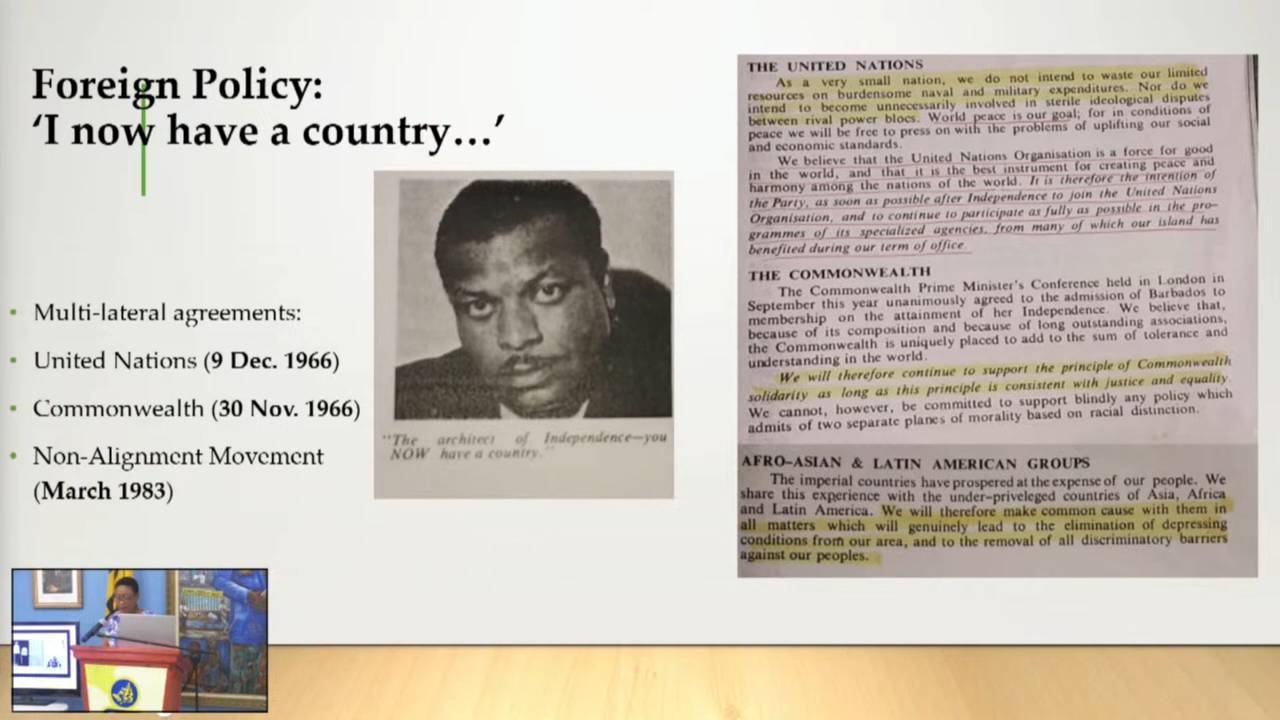 Foreign Policy:
‘I now have a country…’
• Multi-lateral agreements:
• United Nations (9 Dec. 1966)
• Commonwealth (30 Nov. 1966)
• Non-Alignment Movement
(March 1983)
"The architect of Independence—you
NOW have a country."
THE UNITED NATIONS
As a very small nation, we do not intend to waste our limited
resources on burdensome naval and military expenditures. Nor do we
intend to become unnecessarily involved in sterile ideological disputes
between rival power blocs. World peace is our goal; for in conditions of
peace we will be free to press on with the problems of uplifting our social
and economic standards.
We believe that the United Nations Organisation is a force for good
in the world, and that it is the best instrument for creating peace and
harmony among the nations of the world. It is therefore the intention of
the Party, as soon as possible after Independence to join the United Nations
Organisation, and to continue to participate as fully as possible in the pro-
grammes of its specialized agencies, from many of which our island has
benefited during our term of office.
THE COMMONWEALTH
The Commonwealth Prime Minister's Conference held in London in
September this year unanimously agreed to the admission of Barbados to
membership on the attainment of her Independence. We believe that,
because of its composition and because of long outstanding associations,
the Commonwealth is uniquely placed to add to the sum of tolerance and
understanding in the world.
We will therefore continue to support the principle of Commonwealth
solidarity as long as this principle is consistent with justice and equality.
We cannot, however, be committed to support blindly any policy which
admits of two separate planes of morality based on racial distinction.
AFRO-ASIAN & LATIN AMERICAN GROUPS
The imperial countries have prospered at the expense of our people. We
share this experience with the under-priveleged countries of Asia, Africa
and Latin America. We will therefore make common cause with them in
all matters which will genuinely lead to the elimination of depressing
conditions from our area, and to the removal of all discriminatory barriers
against our peoples.